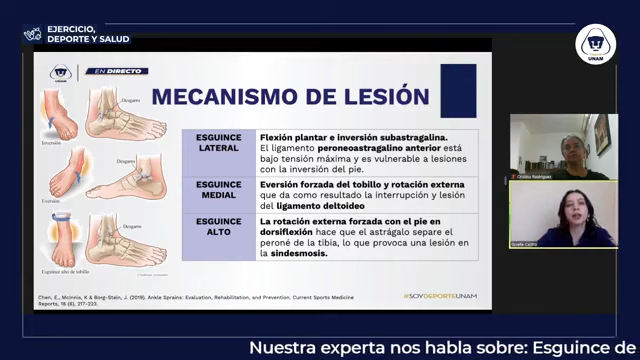 EJERCICIO,
DEPORTE Y SALUD
UNAM
EN DIRECTO
UNAM
MECANISMO DE LESIÓN
Desgarro
Inversión
Desgarro
Eversión
Desgarro
Esguince alto de tobillo
ESGUINCE
LATERAL
Flexión plantar e inversión subastragalina.
El ligamento peroneoastragalino anterior está
bajo tensión máxima y es vulnerable a lesiones
con la inversión del pie.
ESGUINCE
MEDIAL
Eversión forzada del tobillo y rotación externa
que da como resultado la interrupción y lesión
del ligamento deltoideo
ESGUINCE
ALTO
La rotación externa forzada con el pie en
dorsiflexión hace que el astrágalo separe el
peroné de la tibia, lo que provoca una lesión en
la sindesmosis.
Chen, E., McInnis, K & Borg-Stein, J. (2019). Ankle Sprains: Evaluation, Rehabilitation, and Prevention. Current Sports Medicine
Reports, 18 (6), 217-223.
#SOYDEPORTEUNAM
Rodríguez
Castro
Nuestra experta nos habla sobre: Esguince de